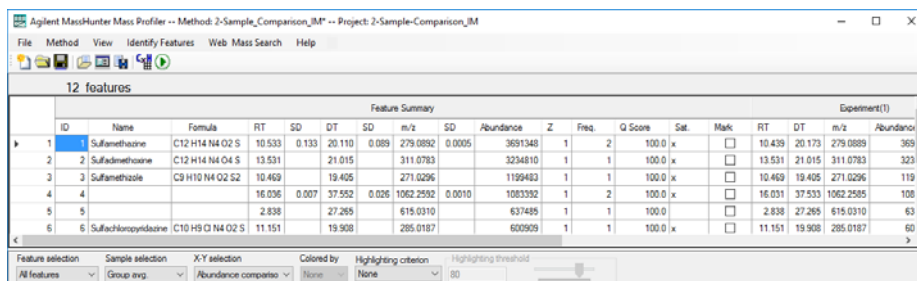 Agilent MassHunter Mass Profiler -- Method: 2-Sample_Comparison_IM* -- Project: 2-Sample-Comparison_IM
File Method View Identify Features Web Mass Search Help
12 features
Feature Summary Experiment(1)
ID Name Formula RT SD DT SD m/z SD Abundance Z Freq. Q Score Sat. Mark RT DT m/z Abundanc
1 1 Sulfamethazine C12 H14 N4 O2 S 10.533 0.133 20.110 0.089 279.0892 0.0005 3691348 1 2 100.0 x 10.439 20.173 279.0889 369
2 2 Sulfadimethoxine C12 H14 N4 O4 S 13.531 21.015 311.0783 3234810 1 1 100.0 x 13.531 21.015 311.0783 323
3 3 Sulfamethizole C9 H10 N4 O2 S2 10.469 19.405 271.0296 1199483 1 1 100.0 x 10.469 19.405 271.0296 119
4 4 16.036 0.007 37.552 0.026 1062.2592 0.0010 1083392 1 2 100.0 x 16.031 37.533 1062.2585 108
5 5 2.838 27.265 615.0310 637485 1 1 100.0 2.838 27.265 615.0310 63
6 6 Sulfachloropyridazine C10 H9 Cl N4 O2 S 11.151 19.908 285.0187 600909 1 1 100.0 x 11.151 19.908 285.0187 60
Feature selection Sample selection X-Y selection Colored by Highlighting criterion Highlighting threshold
All features Group avg. Abundance compariso None None 80